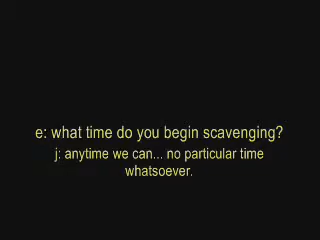 e: what time do you begin scavenging?
j: anytime we can... no particular time
whatsoever.